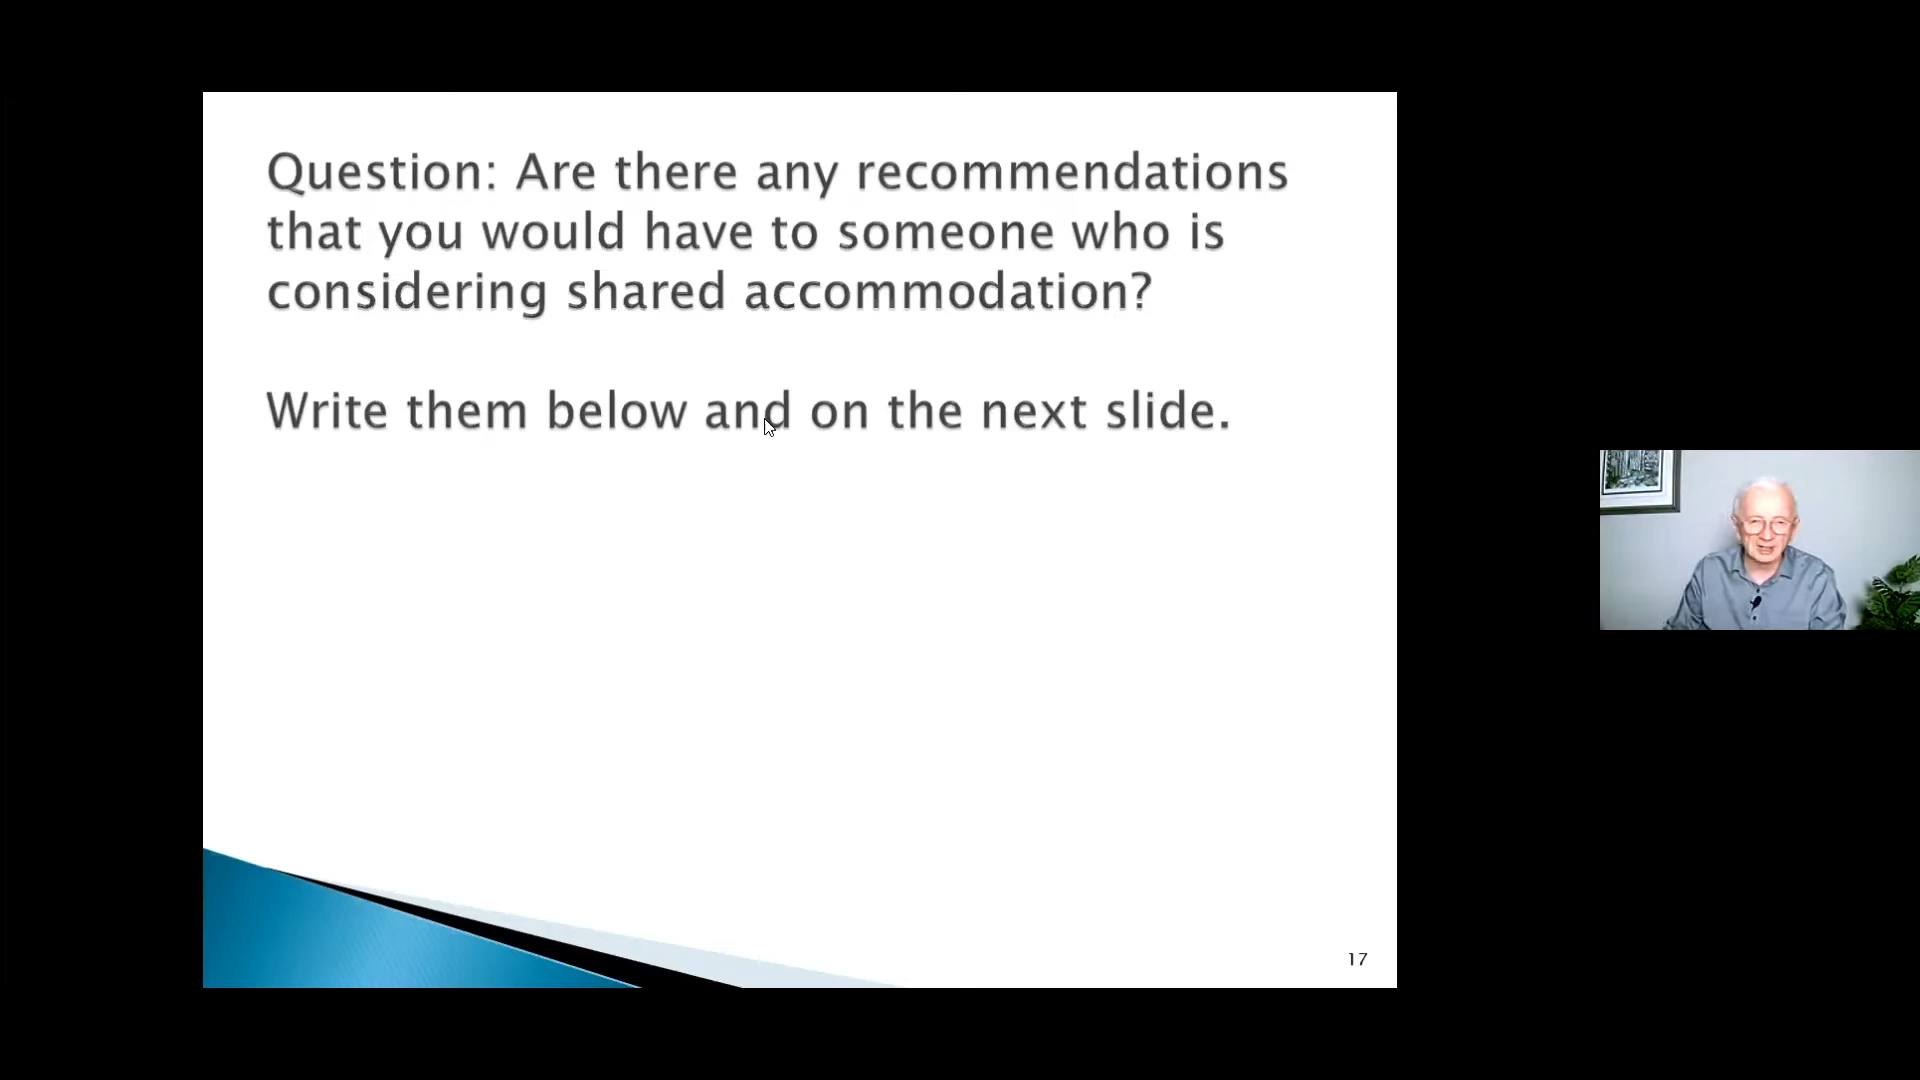 Question: Are there any recommendations
that you would have to someone who is
considering shared accommodation?
Write them below and on the next slide.
17